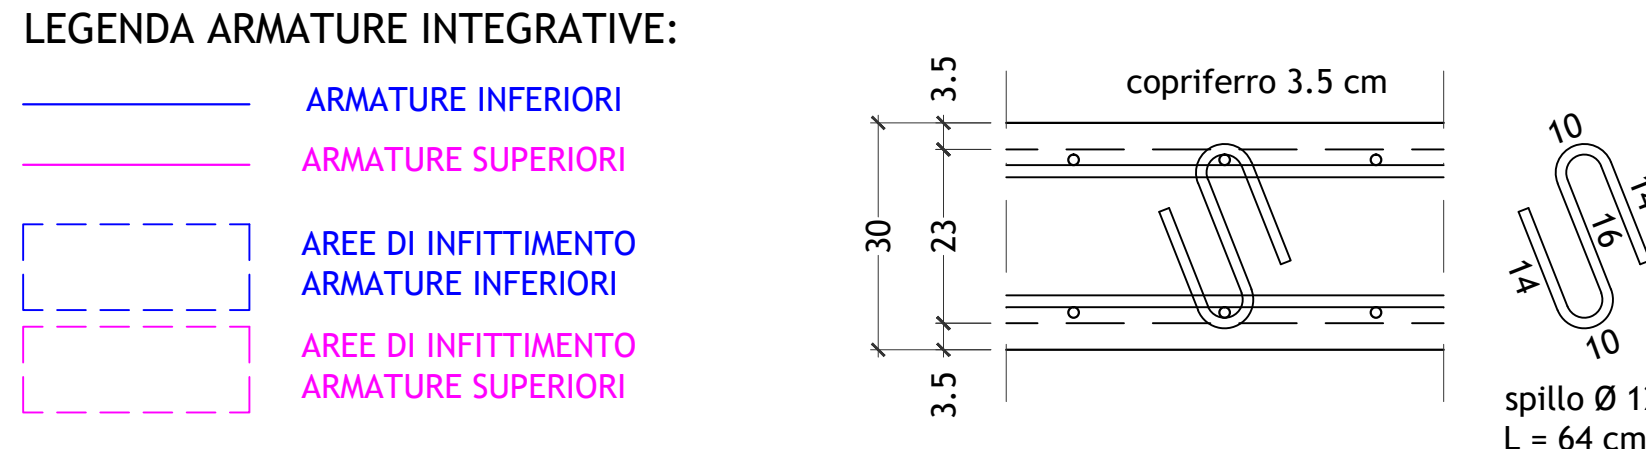 LEGENDA ARMATURE INTEGRATIVE:
ARMATURE INFERIORI
ARMATURE SUPERIORI
AREE DI INFITTIMENTO
ARMATURE INFERIORI
AREE DI INFITTIMENTO
ARMATURE SUPERIORI
copriferro 3.5 cm
3.5
30
23
3.5
10
16
14
10
spillo Ø
L = 64 cm